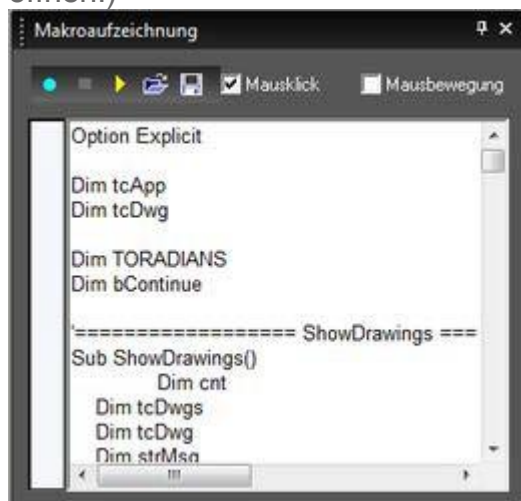 Makroaufzeichnung
Mausklick Mausbewegung
Option Explicit
Dim tcApp
Dim tcDwg
Dim TORADIANS
Dim bContinue
'================== ShowDrawings ===
Sub ShowDrawings()
Dim cnt
Dim tcDwgs
Dim tcDwg
Dim strMsg